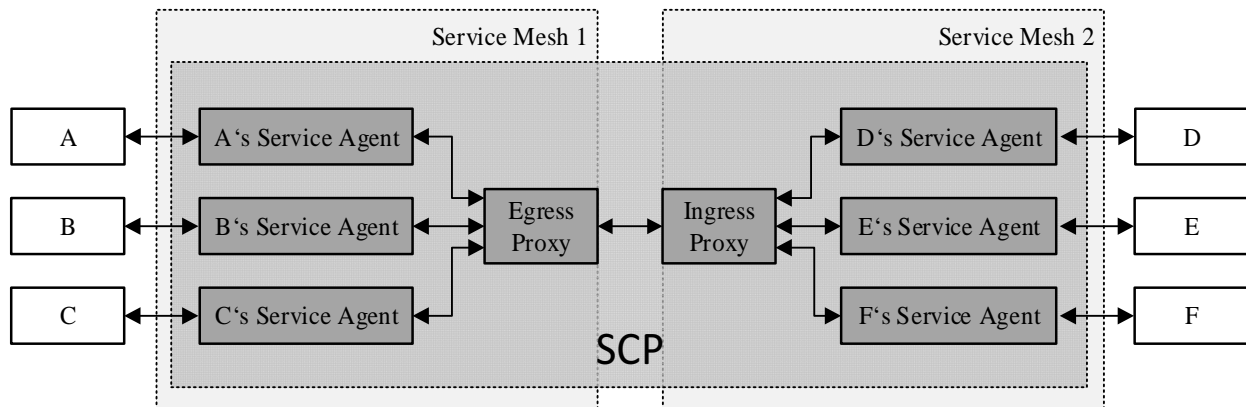 Service Mesh 1
Service Mesh 2
A
A‘s Service Agent
D‘s Service Agent
D
B
B‘s Service Agent
Egress
Proxy
Ingress
Proxy
E‘s Service Agent
E
C
C‘s Service Agent
F‘s Service Agent
F
SCP